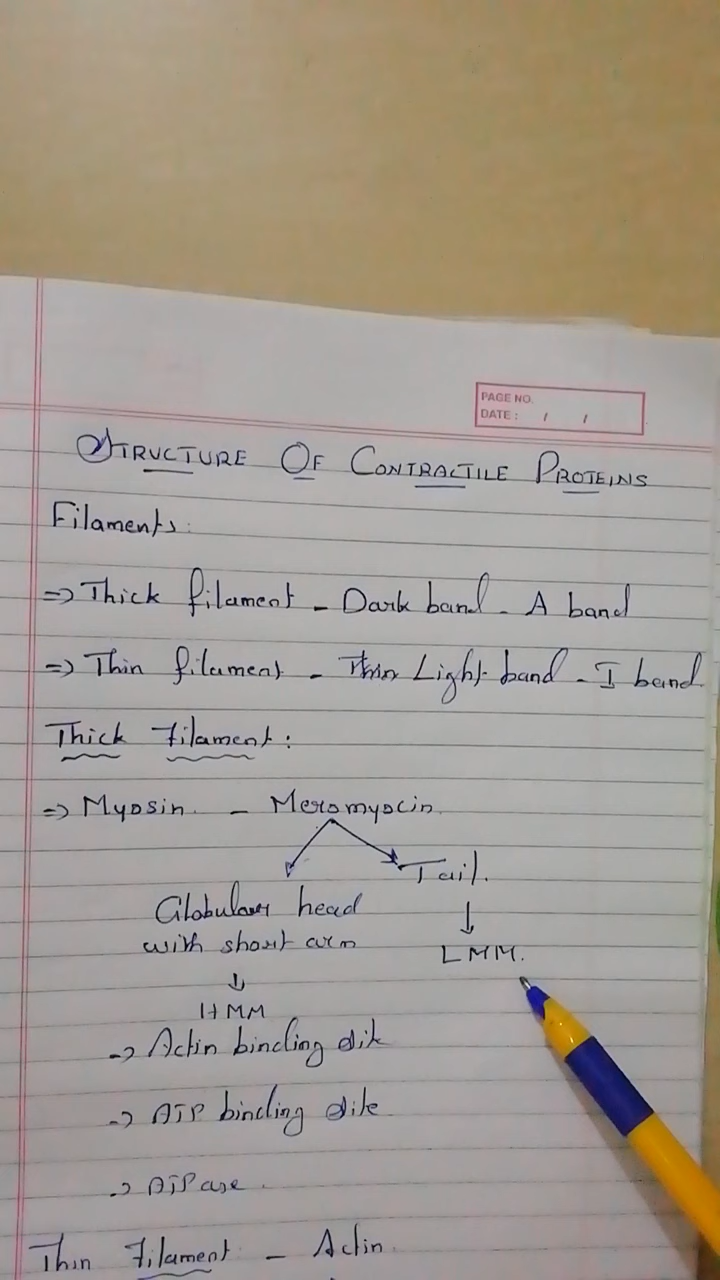 PAGE NO.
DATE : / /
STRUCTURE OF CONTRACTILE PROTEINS
Filaments:
=> Thick filament - Dark band - A band
=> Thin filament - Thin Light band - I band
Thick Filament:
=> Myosin - Meromyocin
Tail.
Globular head
with short arm
LMM.
HMM
-> Actin binding site
-> ATP binding site
-> ATPase.
Thin Filament - Actin.